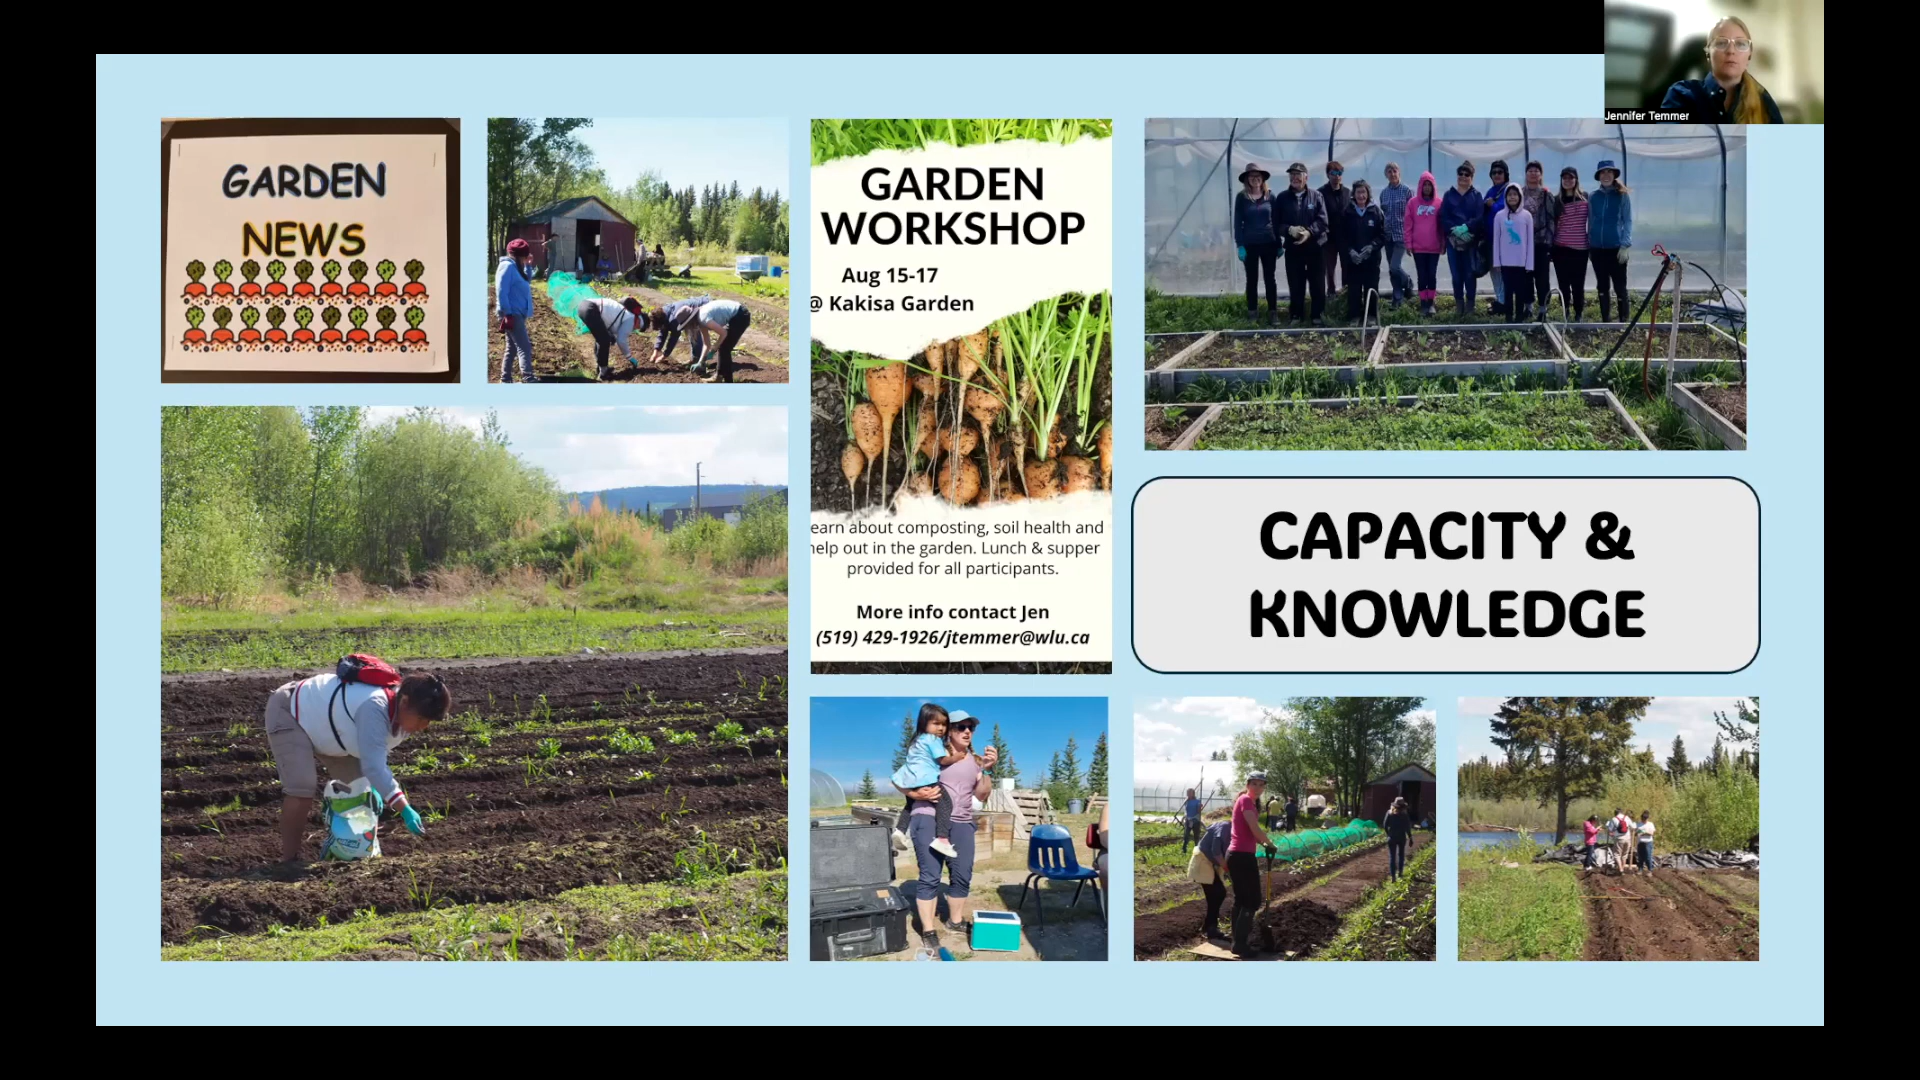 Jennifer Temmer
GARDEN
NEWS
GARDEN
WORKSHOP
Aug 15-17
@ Kakisa Garden
earn about composting, soil health and
help out in the garden. Lunch & supper
provided for all participants.
More info contact Jen
(519) 429-1926/jtemmer@wlu.ca
CAPACITY &
KNOWLEDGE